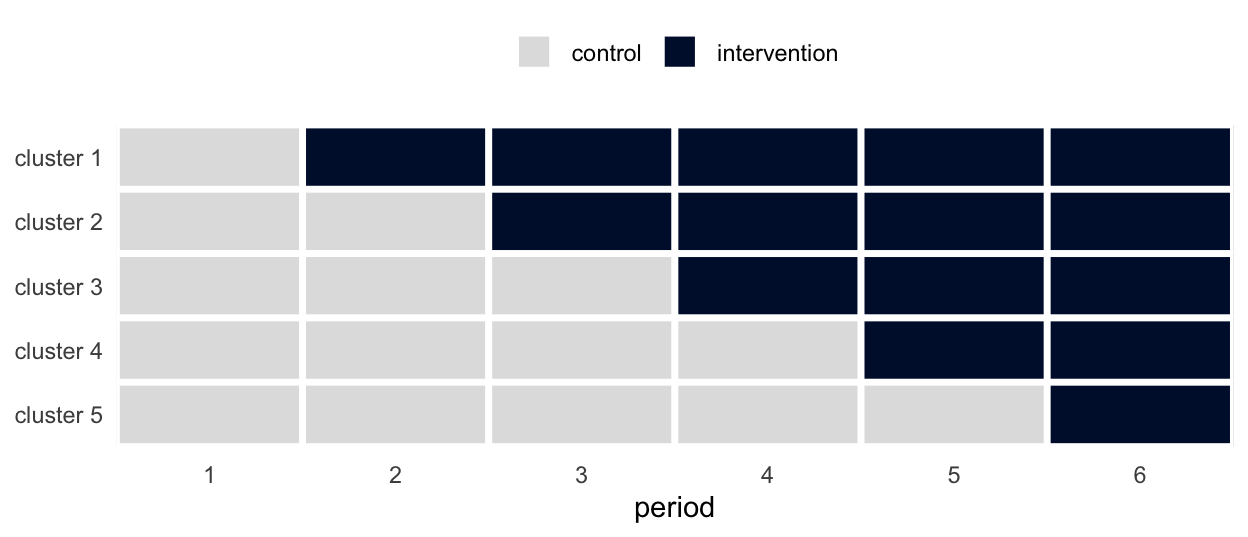 control intervention
cluster 1
cluster 2
cluster 3
cluster 4
cluster 5
1 2 3 4 5 6
period